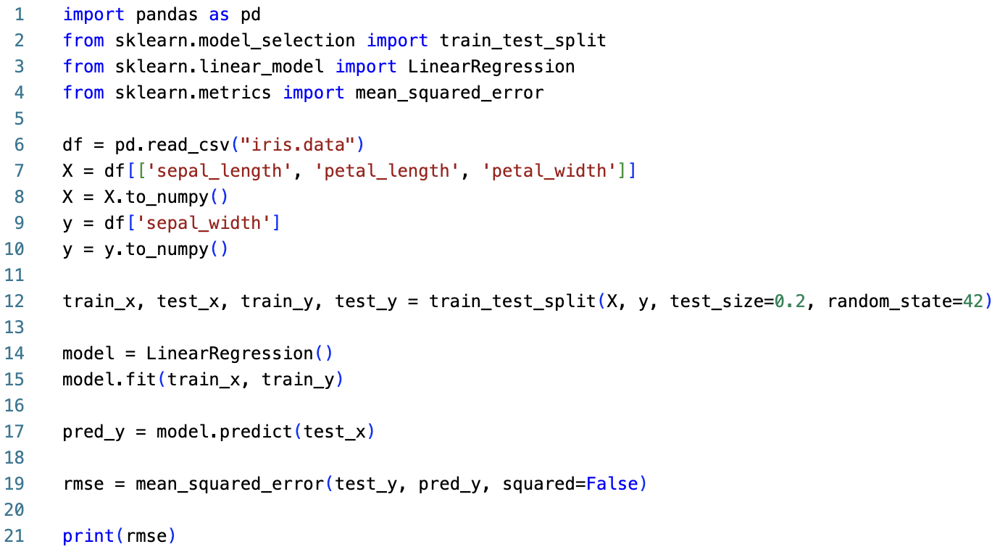 1 import pandas as pd
2 from sklearn.model_selection import train_test_split
3 from sklearn.linear_model import LinearRegression
4 from sklearn.metrics import mean_squared_error
5
6 df = pd.read_csv("iris.data")
7 X = df[['sepal_length', 'petal_length', 'petal_width']]
8 X = X.to_numpy()
9 y = df['sepal_width']
10 y = y.to_numpy()
11
12 train_x, test_x, train_y, test_y = train_test_split(X, y, test_size=0.2, random_state=42)
13
14 model = LinearRegression()
15 model.fit(train_x, train_y)
16
17 pred_y = model.predict(test_x)
18
19 rmse = mean_squared_error(test_y, pred_y, squared=False)
20
21 print(rmse)